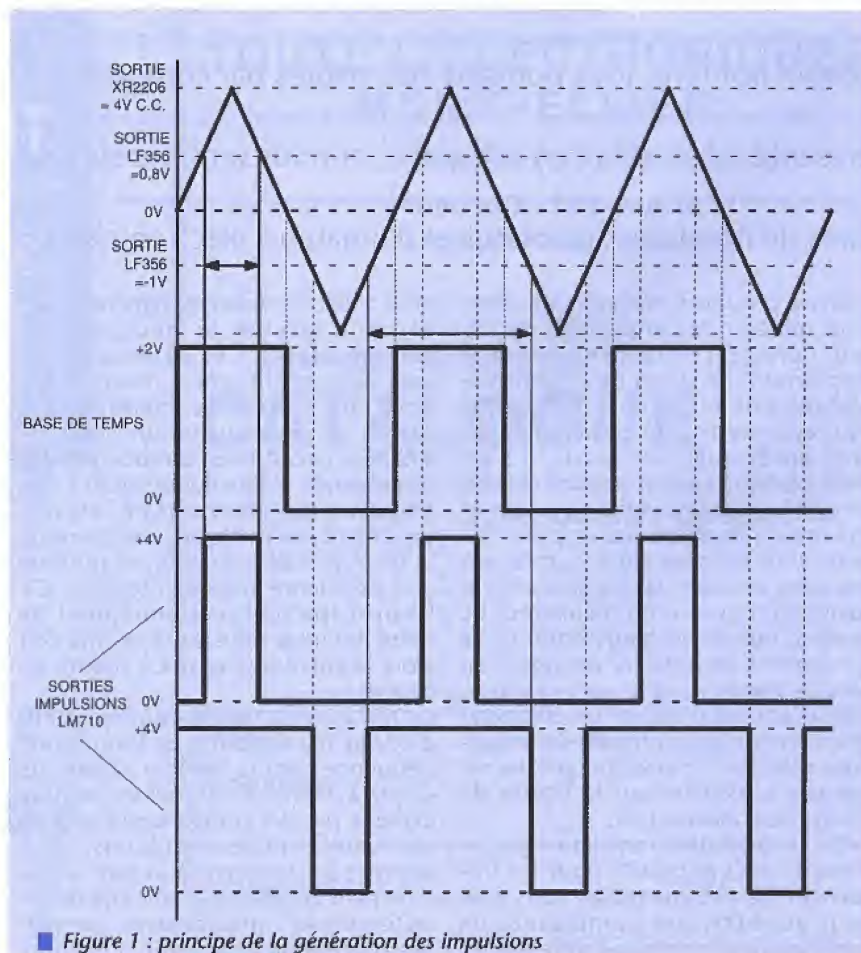 SORTIE
XR2206
= 4V C.C.
SORTIE
LF356
=0,8V
0V
SORTIE
LF356
=-1V
+2V
BASE DE TEMPS
0V
+4V
SORTIES
IMPULSIONS
LM710
0V
+4V
0V
Figure 1 : principe de la génération des impulsions